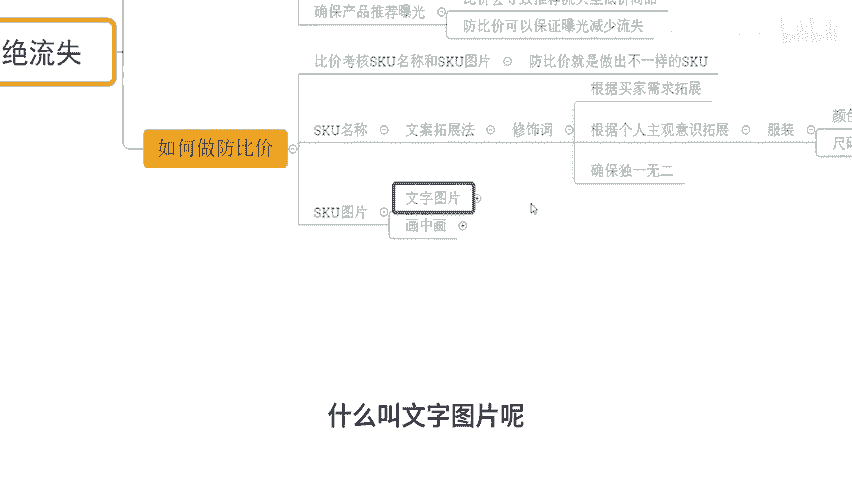 确保产品推荐曝光
防比价可以保证曝光减少流失
绝流失
比价考核SKU名称和SKU图片
防比价就是做出不一样的SKU
根据买家需求拓展
如何做防比价
SKU名称
文案拓展法
修饰词
根据个人主观意识拓展
服装
确保独一无二
SKU图片
文字图片
画中画
什么叫文字图片呢